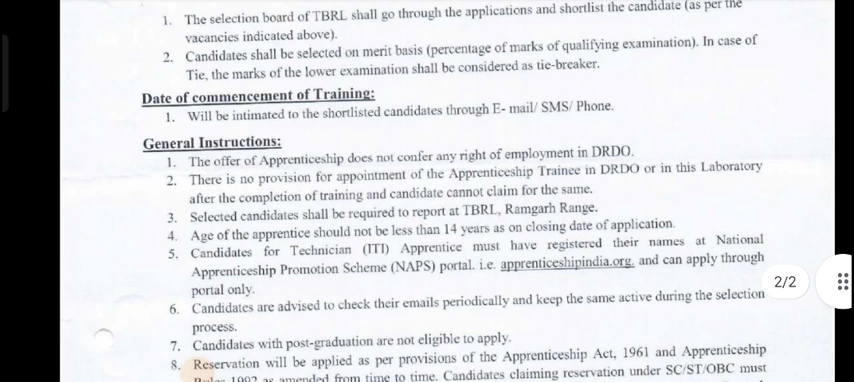 1. The selection board of TBRL shall go through the applications and shortlist the candidate (as per the
vacancies indicated above).
2. Candidates shall be selected on merit basis (percentage of marks of qualifying examination). In case of
Tie, the marks of the lower examination shall be considered as tie-breaker.
Date of commencement of Training:
1. Will be intimated to the shortlisted candidates through E- mail/ SMS/ Phone.
General Instructions:
1. The offer of Apprenticeship does not confer any right of employment in DRDO.
2. There is no provision for appointment of the Apprenticeship Trainee in DRDO or in this Laboratory
after the completion of training and candidate cannot claim for the same.
3. Selected candidates shall be required to report at TBRL, Ramgarh Range.
4. Age of the apprentice should not be less than 14 years as on closing date of application.
5. Candidates for Technician (ITI) Apprentice must have registered their names at National
Apprenticeship Promotion Scheme (NAPS) portal. i.e. apprenticeshipindia.org. and can apply through
portal only.
2/2
6. Candidates are advised to check their emails periodically and keep the same active during the selection
process.
7. Candidates with post-graduation are not eligible to apply.
8. Reservation will be applied as per provisions of the Apprenticeship Act, 1961 and Apprenticeship
Rules 1992 as amended from time to time. Candidates claiming reservation under SC/ST/OBC must